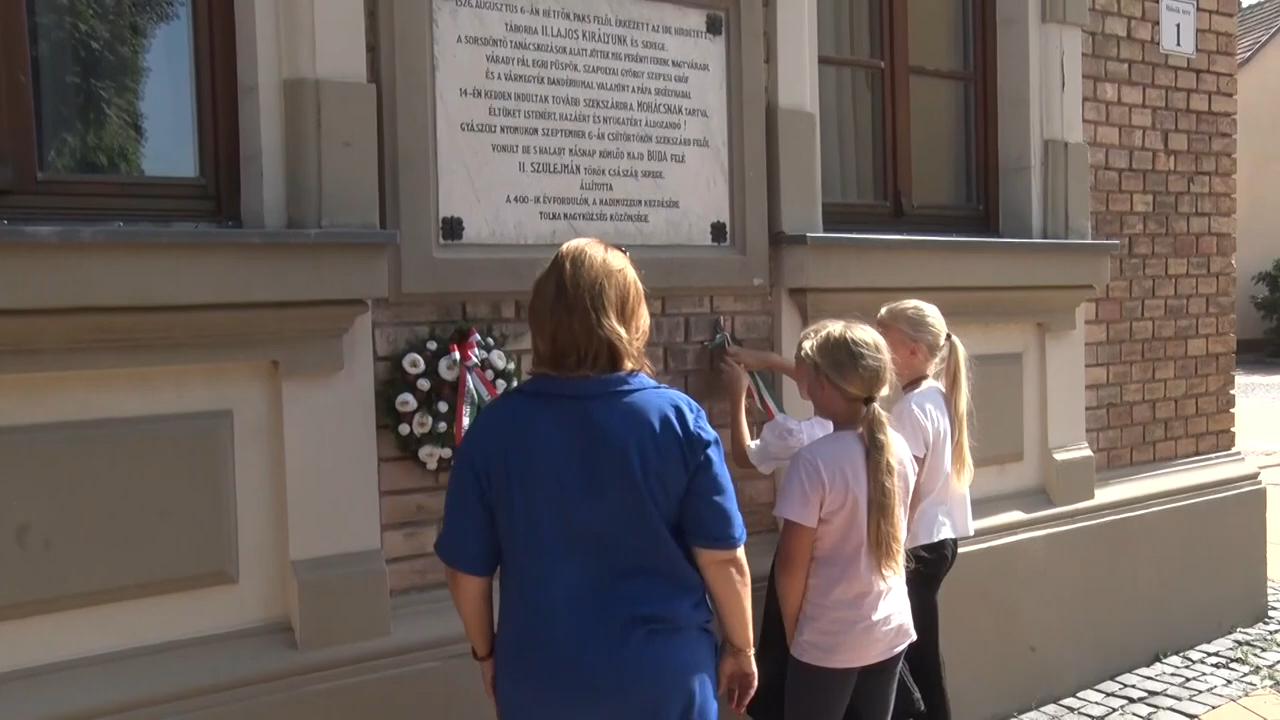 1526. AUGUSZTUS 6-ÁN HÉTFŐN, PAKS FELŐL ÉRKEZETT AZ IDE HIRDETETT
TÁBORBA II. LAJOS KIRÁLYUNK ÉS SEREGE.
A SORSDÖNTŐ TANÁCSKOZÁSOK ALATT JÖTTEK MEG PERÉNYI FERENC NAGYVÁRADI,
VÁRADY PÁL EGRI PÜSPÖK, SZAPOLYAI GYÖRGY SZEPESI GRÓF
ÉS A VÁRMEGYÉK BANDÉRIUMAI, VALAMINT A PÁPA SEGÉLYHADAI.
14-ÉN KEDDEN INDULTAK TOVÁBB SZEKSZÁRDRA, MOHÁCSNAK TARTVA,
ÉLTÜKET ISTENÉRT, HAZÁÉRT ÉS NYUGATÉRT ÁLDOZANDÓ !
GYÁSZOLT NYOMUKON SZEPTEMBER 6-ÁN CSÜTÖRTÖKÖN SZEKSZÁRD FELŐL
VONULT BE S HALADT MÁSNAP KÖMLŐD MAJD BUDA FELÉ
II. SZULEJMÁN TÖRÖK CSÁSZÁR SEREGE.
ÁLLÍTOTTA
A 400-IK ÉVFORDULÓN, A HADIMUZEUM KEZDÉSÉRE
TOLNA NAGYKÖZSÉG KÖZÖNSÉGE.
1